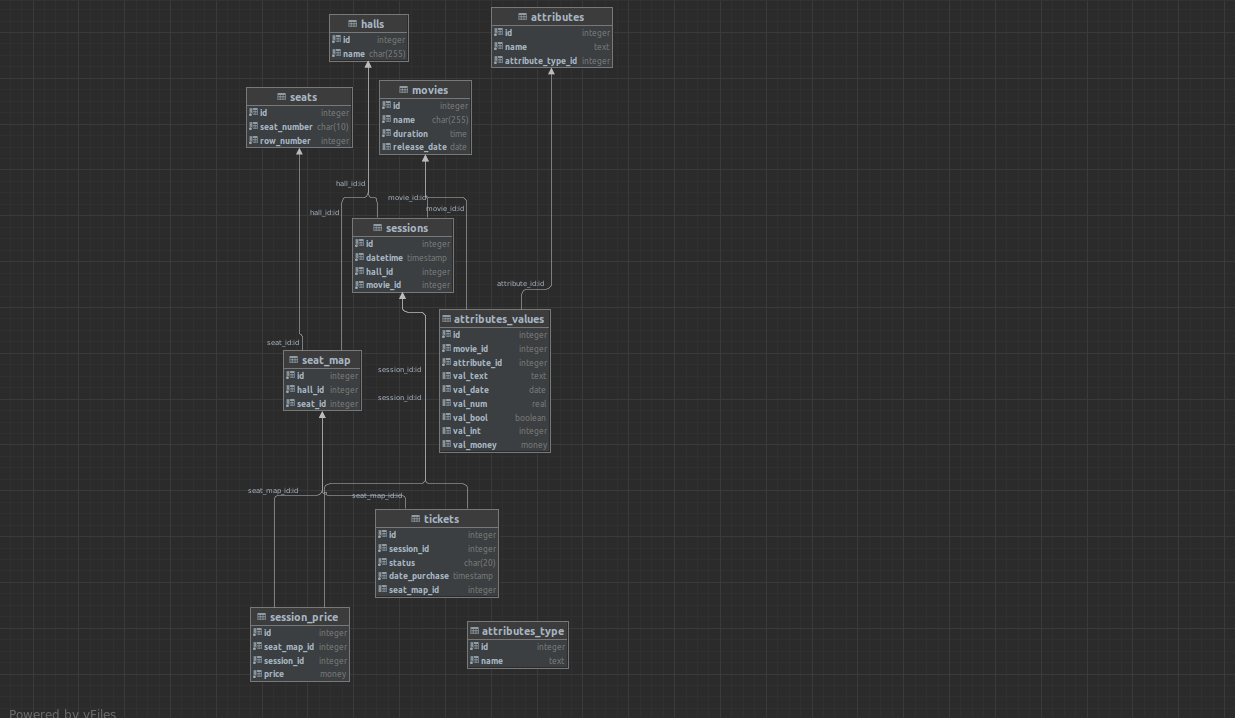 halls
id integer
name char(255)
attributes
id integer
name text
attribute_type_id integer
seats
id integer
seat_number char(10)
row_number integer
movies
id integer
name char(255)
duration time
release_date date
hall_id:id
movie_id:id
movie_id:id
hall_id:id
sessions
id integer
datetime timestamp
hall_id integer
movie_id integer
attribute_id:id
attributes_values
id integer
movie_id integer
attribute_id integer
val_text text
val_date date
val_num real
val_bool boolean
val_int integer
val_money money
seat_id:id
seat_map
id integer
hall_id integer
seat_id integer
session_id:id
session_id:id
seat_map_id:id
seat_map_id:id
tickets
id integer
session_id integer
status char(20)
date_purchase timestamp
seat_map_id integer
session_price
id integer
seat_map_id integer
session_id integer
price money
attributes_type
id integer
name text
Powered by yFiles